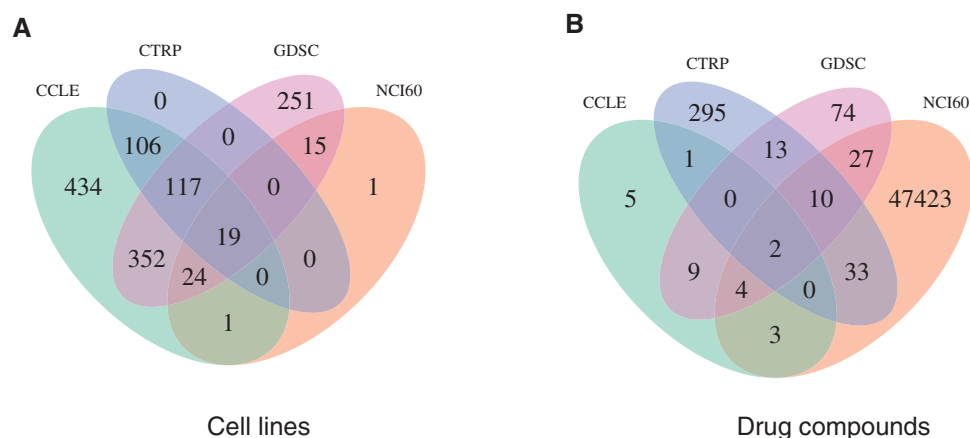 A
CCLE
CTRP
GDSC
NCI60
0
251
106
0
15
434
117
0
1
19
352
24
0
0
1
Cell lines
B
CCLE
CTRP
GDSC
NCI60
295
74
1
13
27
5
0
10
47423
2
9
4
0
33
3
Drug compounds